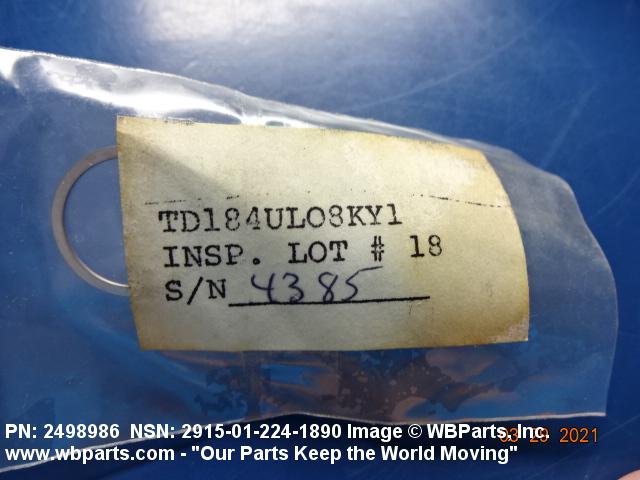 TD184UL08KY1
INSP. LOT # 18
S/N 4385
03 2021
PN: 2498986 NSN: 2915-01-224-1890 Image © WBParts, Inc.
www.wbparts.com - "Our Parts Keep the World Moving"